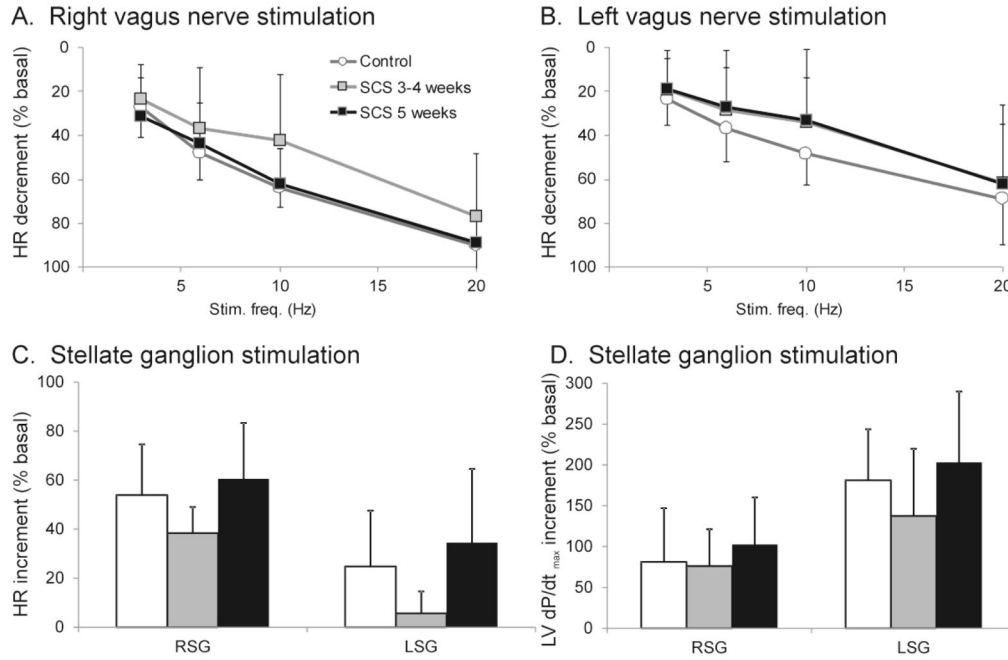 A. Right vagus nerve stimulation
HR decrement (% basal)
0
20
40
60
80
100
Control
SCS 3-4 weeks
SCS 5 weeks
5
10
15
20
Stim. freq. (Hz)
B. Left vagus nerve stimulation
HR decrement (% basal)
0
20
40
60
80
100
5
10
15
20
Stim. freq. (Hz)
C. Stellate ganglion stimulation
HR increment (% basal)
100
80
60
40
20
0
RSG
LSG
D. Stellate ganglion stimulation
LV dP/dt max increment (% basal)
300
250
200
150
100
50
0
RSG
LSG